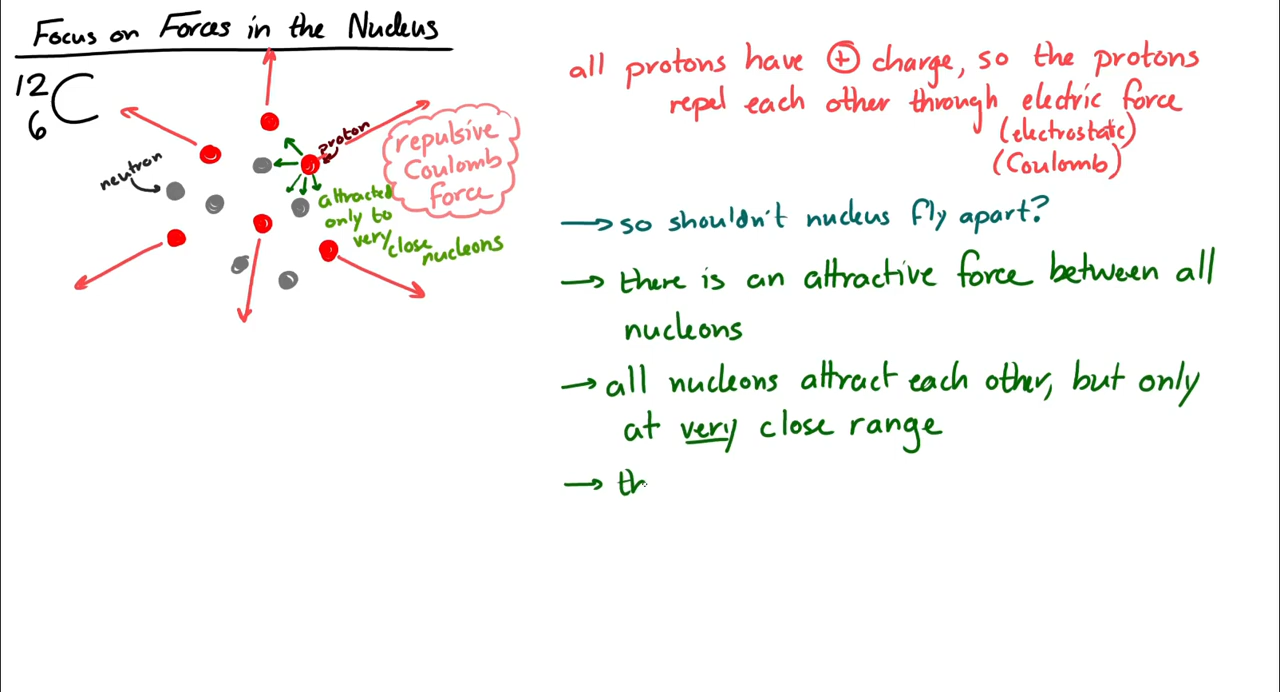 Focus on Forces in the Nucleus
12
6
C
neutron
proton
repulsive
Coulomb
force
attracted
only to
very close
nucleons
all protons have + charge, so the protons
repel each other through electric force
(electrostatic)
(Coulomb)
→ so shouldn't nucleus fly apart?
→ there is an attractive force between all
nucleons
→ all nucleons attract each other, but only
at very close range
→ th